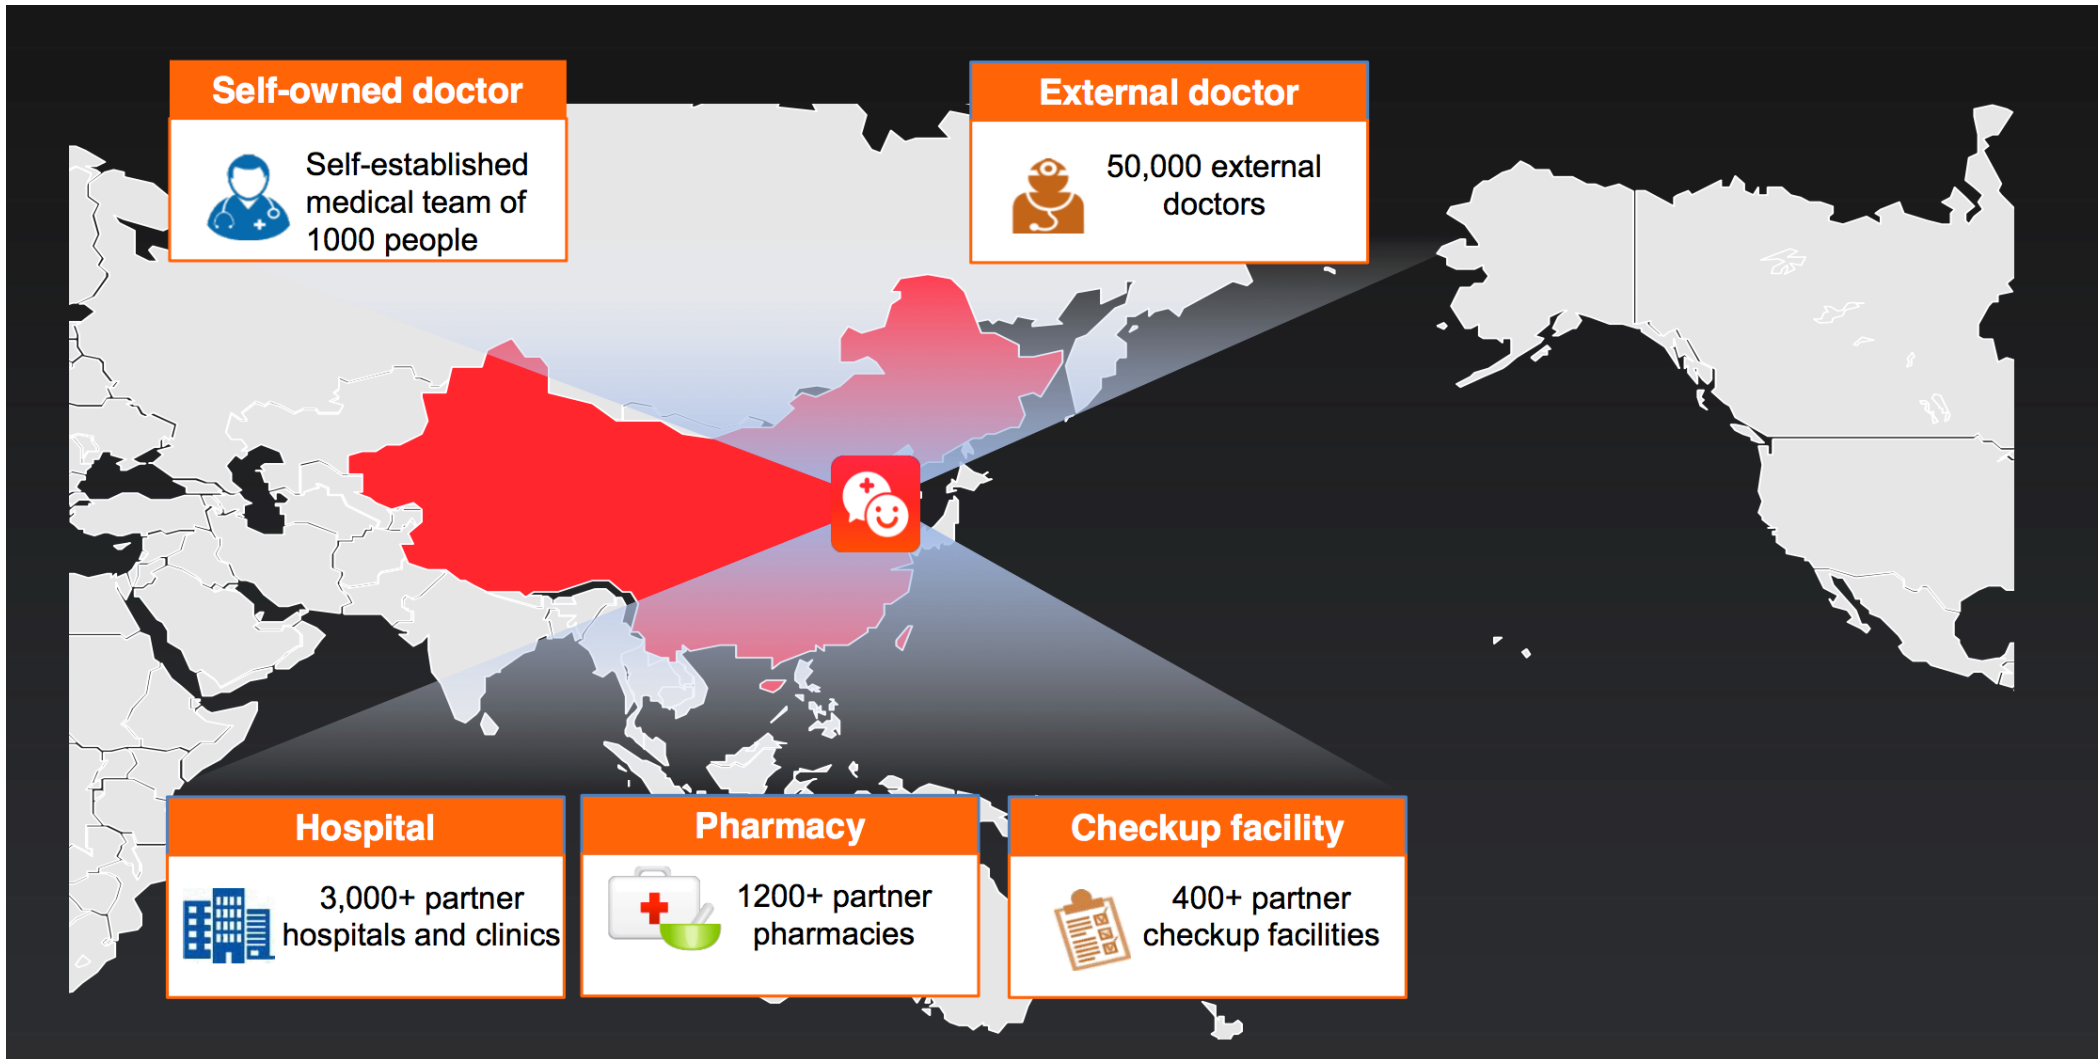 Self-owned doctor
Self-established
medical team of
1000 people
External doctor
50,000 external
doctors
Hospital
3,000+ partner
hospitals and clinics
Pharmacy
1200+ partner
pharmacies
Checkup facility
400+ partner
checkup facilities